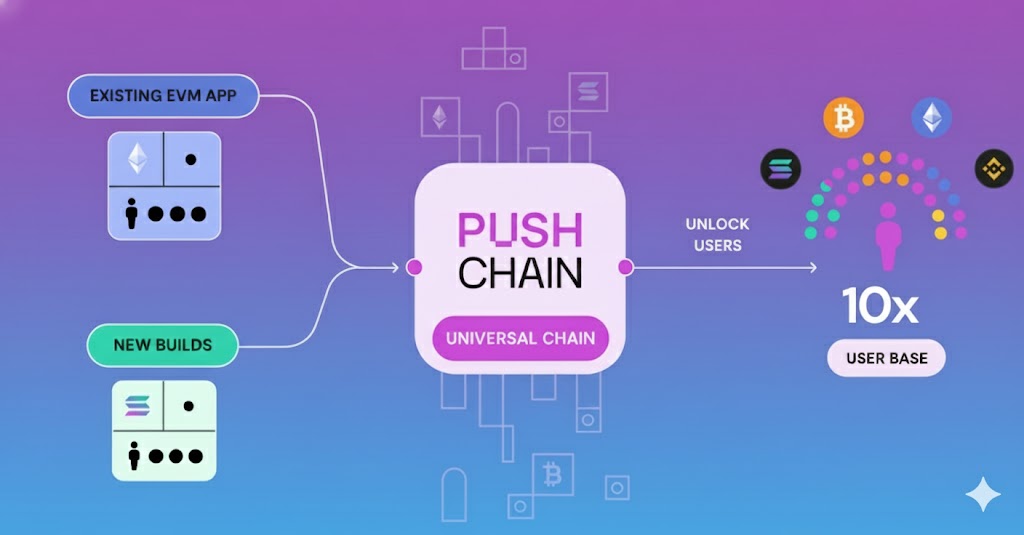 EXISTING EVM APP
NEW BUILDS
PUSH
CHAIN
UNIVERSAL CHAIN
UNLOCK
USERS
10x
USER BASE